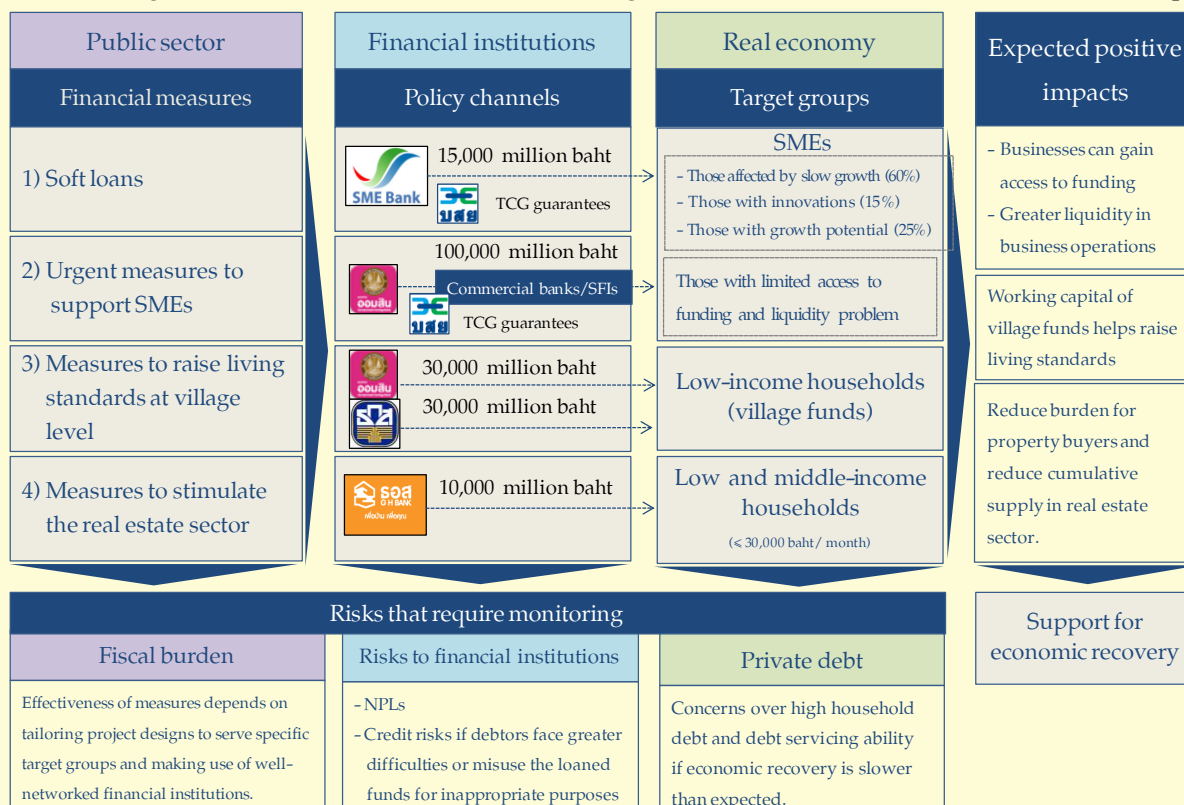 Public sector
Financial institutions
Real economy
Expected positive
impacts
Financial measures
Policy channels
Target groups
1) Soft loans
SME Bank
15,000 million baht
บสย
TCG guarantees
SMEs
- Those affected by slow growth (60%)
- Those with innovations (15%)
- Those with growth potential (25%)
- Businesses can gain
access to funding
- Greater liquidity in
business operations
2) Urgent measures to
support SMEs
100,000 million baht
ออมสิน
Commercial banks/SFIs
บสย
TCG guarantees
Those with limited access to
funding and liquidity problem
Working capital of
village funds helps raise
living standards
3) Measures to raise living
standards at village
level
ออมสิน
30,000 million baht
30,000 million baht
Low-income households
(village funds)
Reduce burden for
property buyers and
reduce cumulative
supply in real estate
sector.
4) Measures to stimulate
the real estate sector
ธอส
G H BANK
เพื่อบ้าน เพื่อคุณ
10,000 million baht
Low and middle-income
households
(≤ 30,000 baht/ month)
Risks that require monitoring
Support for
economic recovery
Fiscal burden
Risks to financial institutions
Private debt
Effectiveness of measures depends on
tailoring project designs to serve specific
target groups and making use of well-
networked financial institutions.
- NPLs
- Credit risks if debtors face greater
difficulties or misuse the loaned
funds for inappropriate purposes
Concerns over high household
debt and debt servicing ability
if economic recovery is slower
than expected.